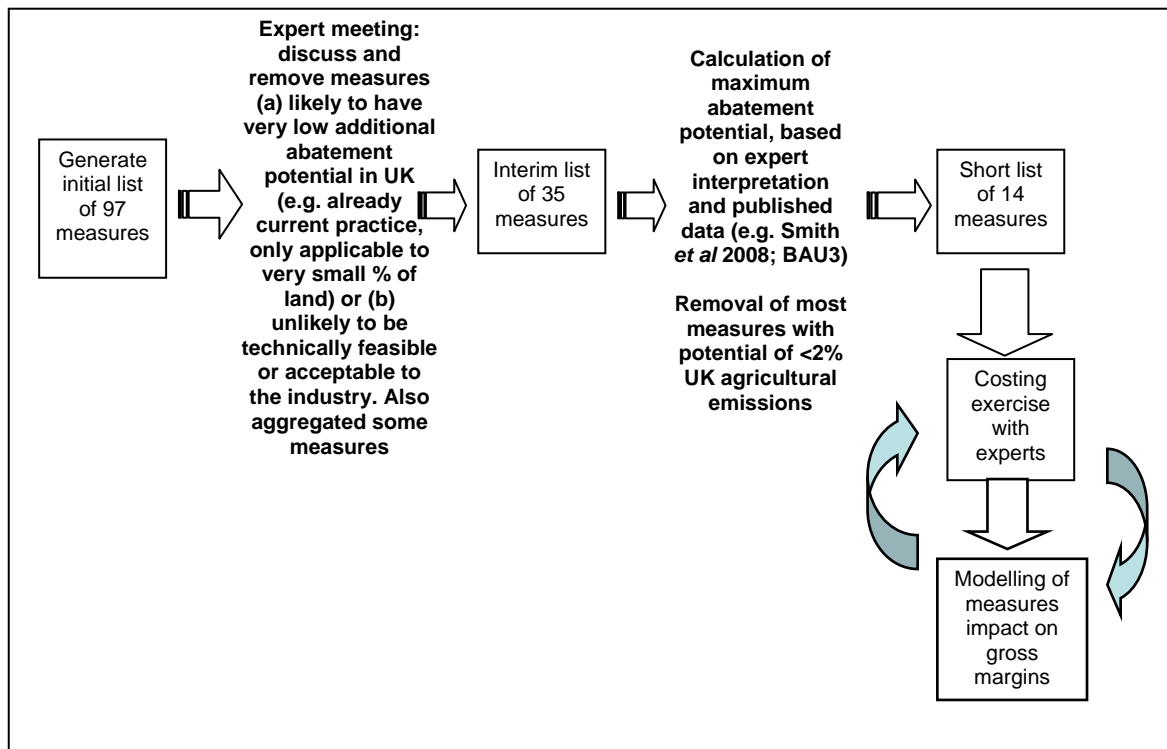 Generate
initial list
of 97
measures
Expert meeting:
discuss and
remove measures
(a) likely to have
very low additional
abatement
potential in UK
(e.g. already
current practice,
only applicable to
very small % of
land) or (b)
unlikely to be
technically feasible
or acceptable to
the industry. Also
aggregated some
measures
Interim list
of 35
measures
Calculation of
maximum
abatement
potential, based
on expert
interpretation
and published
data (e.g. Smith
et al 2008; BAU3)
Removal of most
measures with
potential of <2%
UK agricultural
emissions
Short list
of 14
measures
Costing
exercise
with
experts
Modelling of
measures
impact on
gross
margins